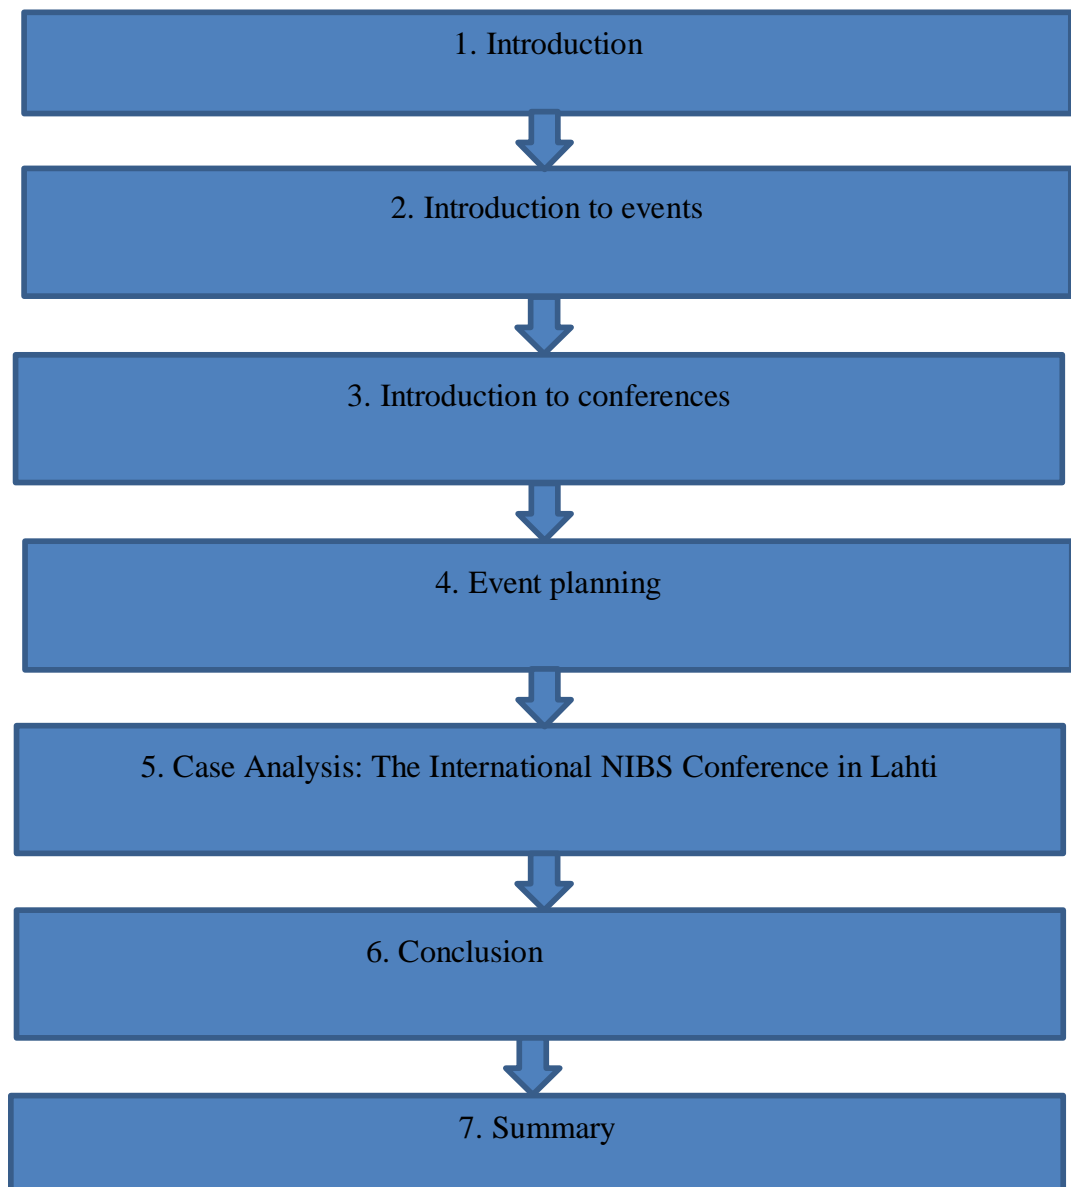 1. Introduction
2. Introduction to events
3. Introduction to conferences
4. Event planning
5. Case Analysis: The International NIBS Conference in Lahti
6. Conclusion
7. Summary